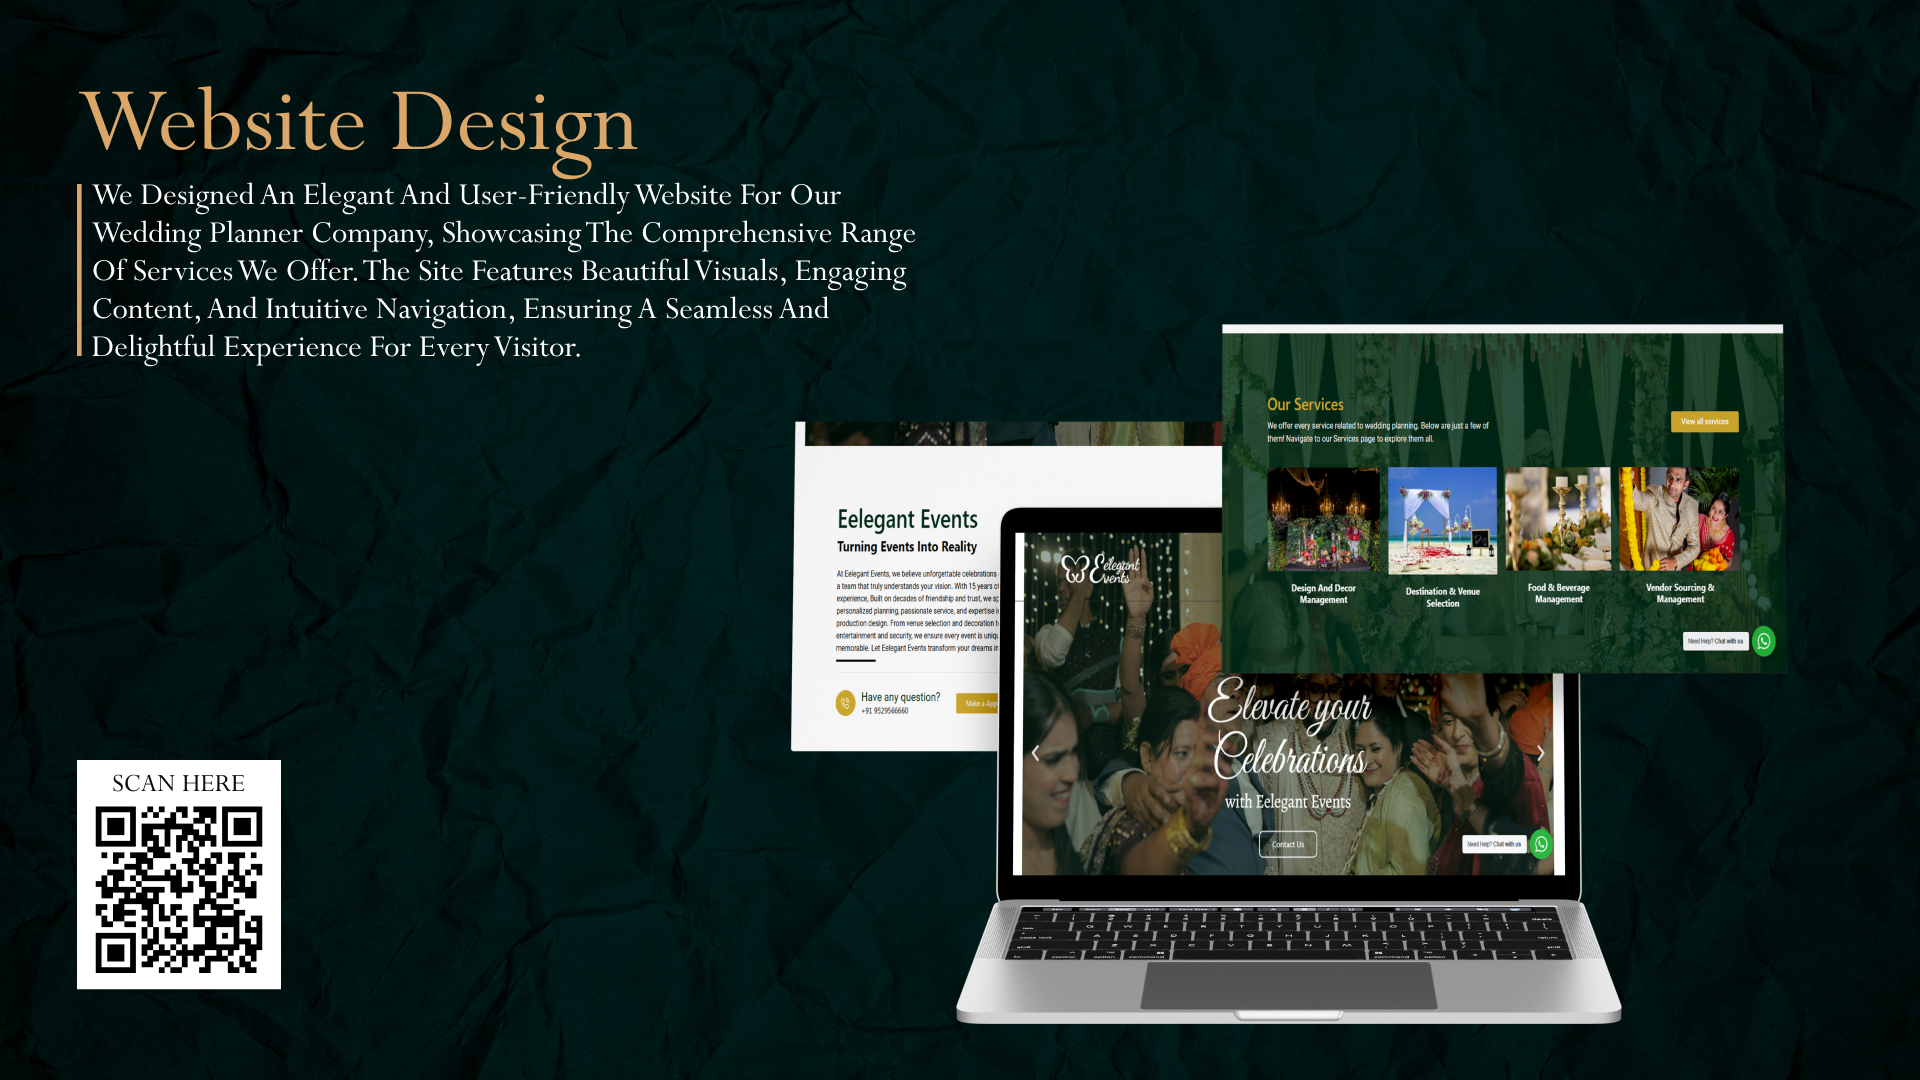 Website Design
We Designed An Elegant And User-Friendly Website For Our
Wedding Planner Company, Showcasing The Comprehensive Range
Of Services We Offer. The Site Features Beautiful Visuals, Engaging
Content, And Intuitive Navigation, Ensuring A Seamless And
Delightful Experience For Every Visitor.
Our Services
We offer every service related to wedding planning. Below are just a few of
them! Navigate to our Services page to explore them all.
View all services
Design And Decor
Management
Destination & Venue
Selection
Food & Beverage
Management
Vendor Sourcing &
Management
Need Help? Chat with us
Eelegant Events
Turning Events Into Reality
At Eelegant Events, we believe unforgettable celebrations
a team that truly understands your vision. With 15 years of
experience, Built on decades of friendship and trust, we
personalized planning, passionate service, and expertise
production design. From venue selection and decoration
entertainment and security, we ensure every event is
memorable. Let Eelegant Events transform your dreams
Have any question?
+91 9529566660
Make a
Eelegant
Events
Elevate your
Celebrations
with Eelegant Events
Contact Us
Need Help? Chat with us
SCAN HERE